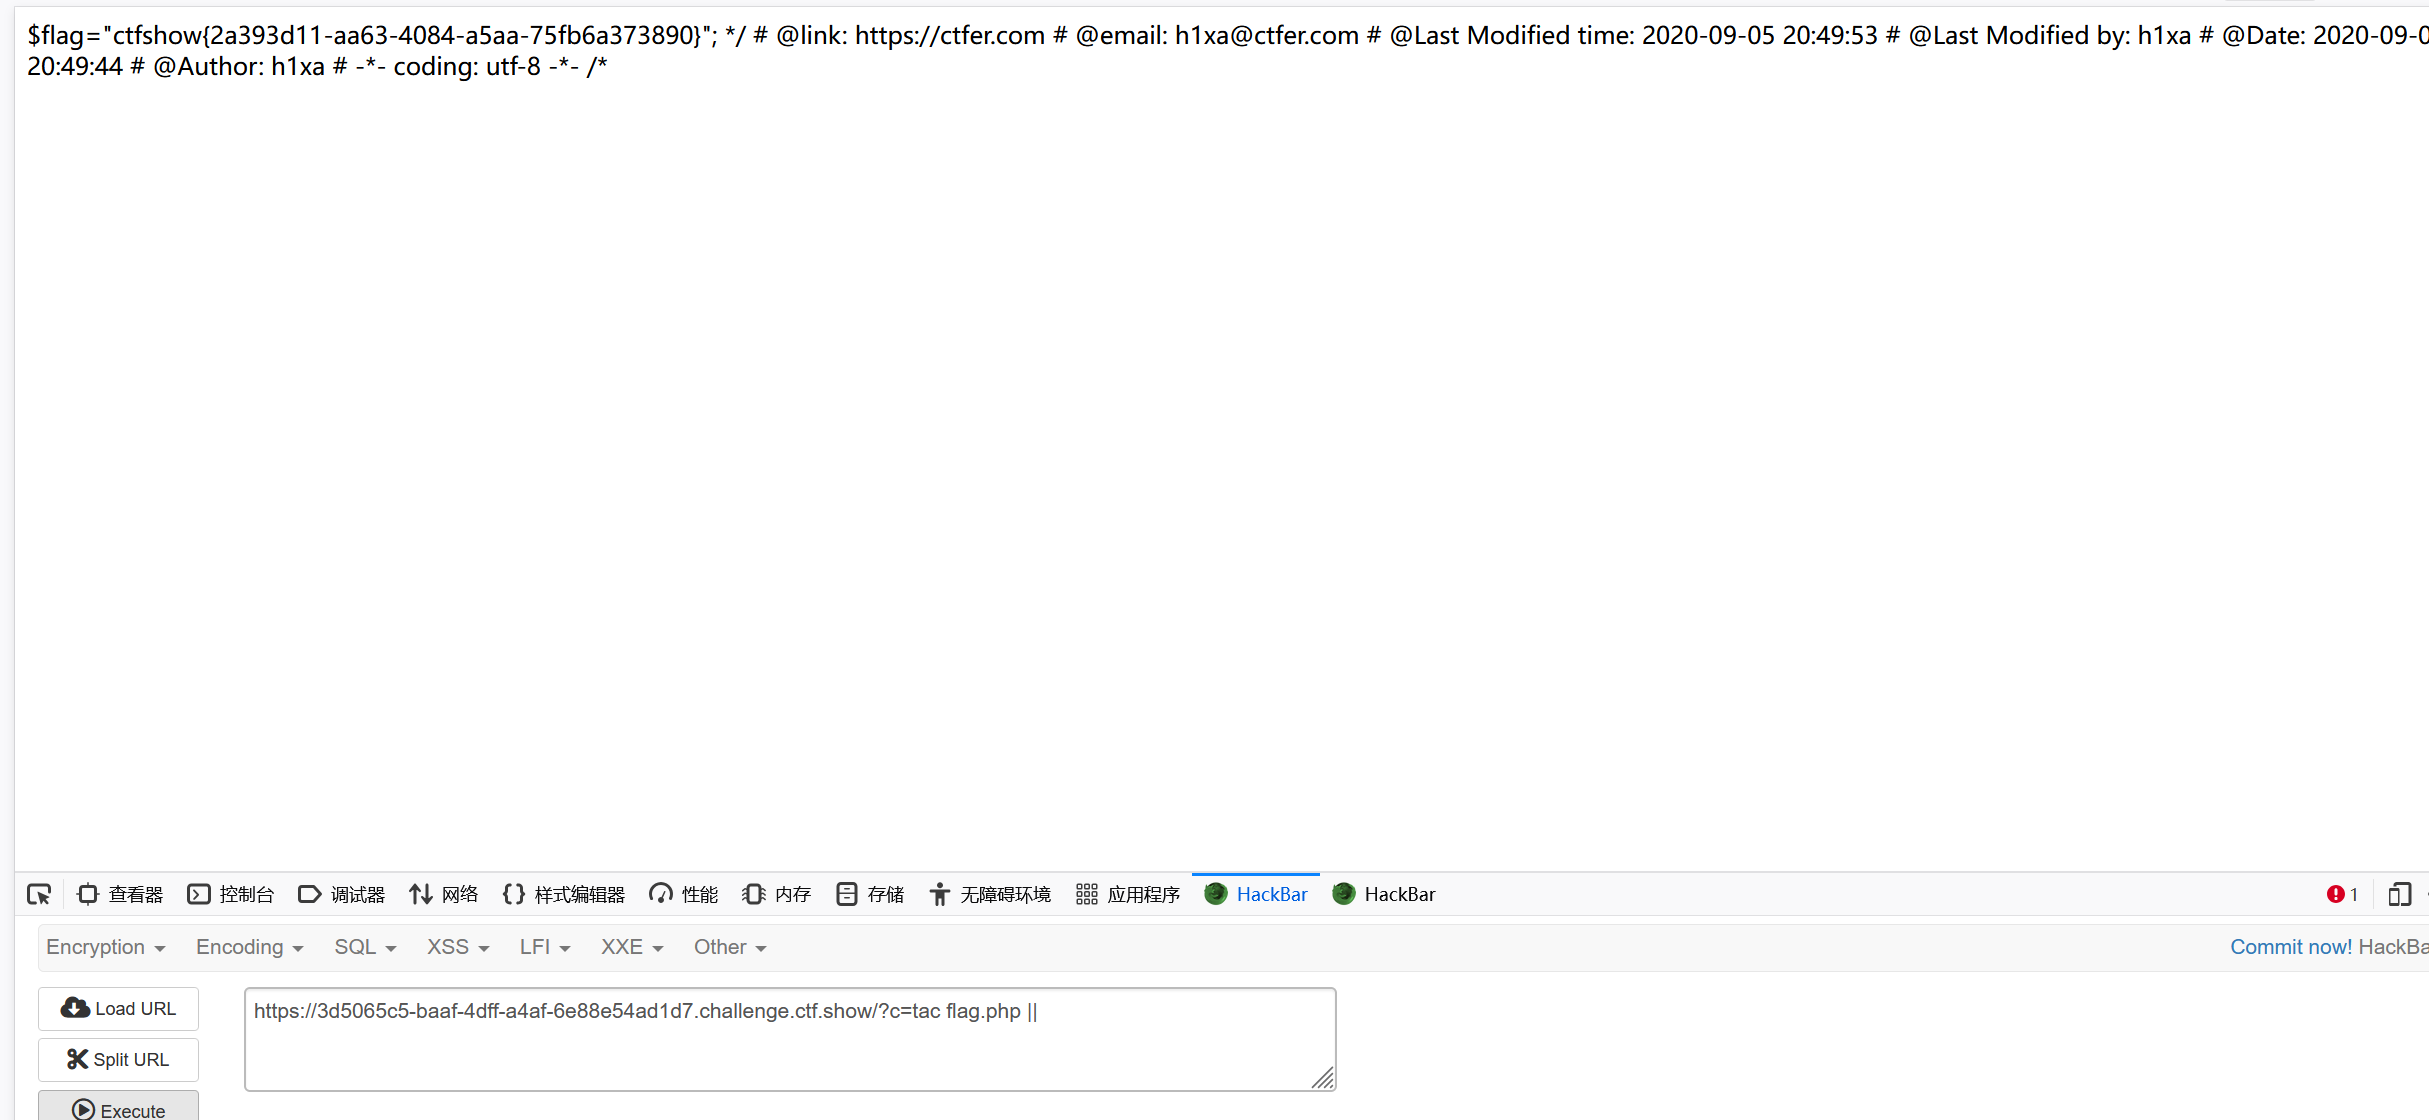 $flag="ctfshow{2a393d11-aa63-4084-a5aa-75fb6a373890}"; */ # @link: https://ctfer.com # @email: h1xa@ctfer.com # @Last Modified time: 2020-09-05 20:49:53 # @Last Modified by: h1xa # @Date: 2020-09-0
20:49:44 # @Author: h1xa # -*- coding: utf-8 -*- /*
查看器 控制台 调试器 网络 样式编辑器 性能 内存 存储 无障碍环境 应用程序 HackBar HackBar 1
Encryption Encoding SQL XSS LFI XXE Other Commit now! HackBa
Load URL https://3d5065c5-baaf-4dff-a4af-6e88e54ad1d7.challenge.ctf.show/?c=tac flag.php ||
Split URL
Execute